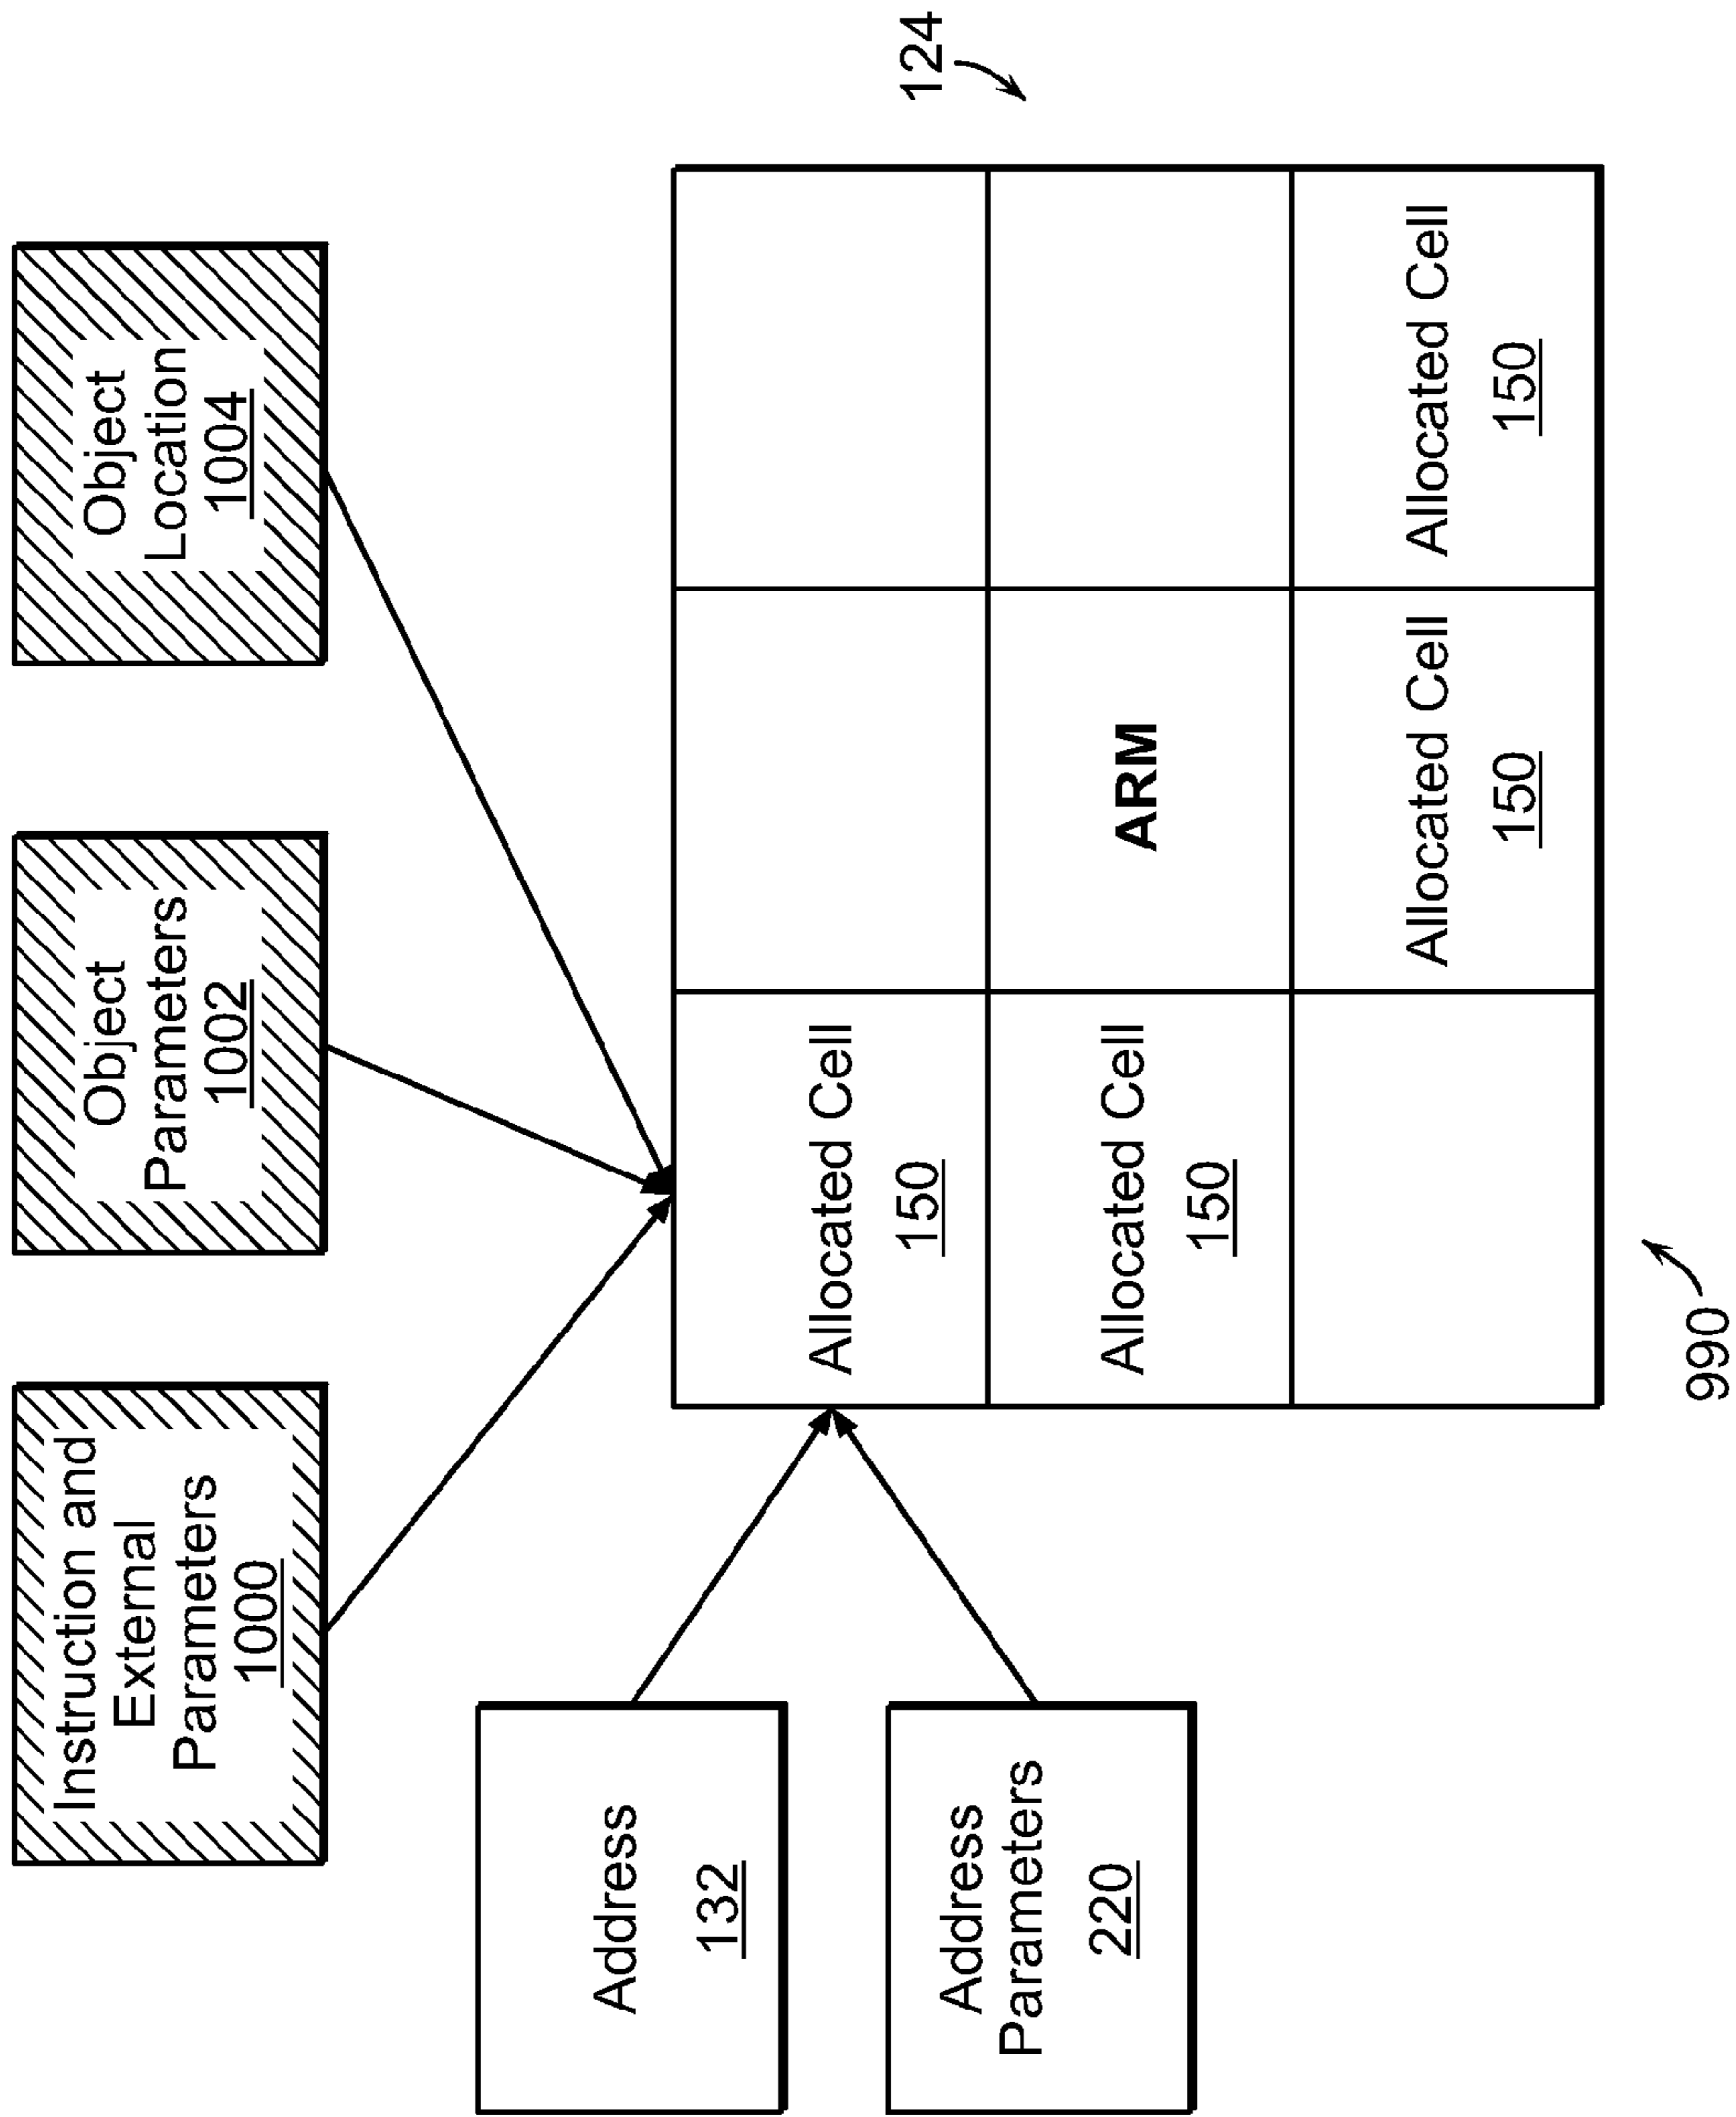 Instruction and
External
Parameters
1000
Object
Parameters
1002
Object
Location
1004
Address
132
Address
Parameters
220
124
Allocated Cell
150
Allocated Cell
150
ARM
Allocated Cell
150
Allocated Cell
150
990